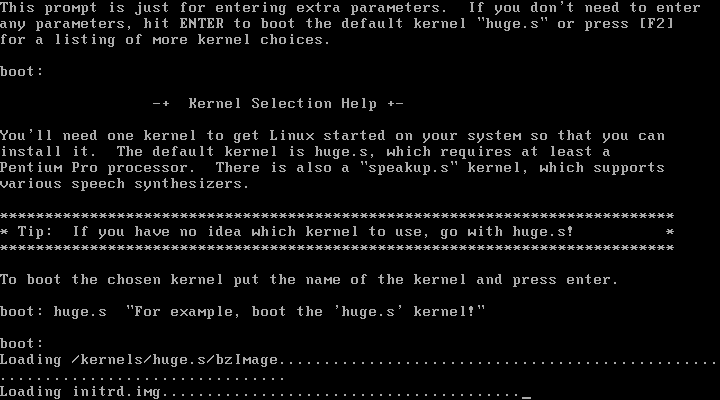 This prompt is just for entering extra parameters.  If you don't need to enter
any parameters, hit ENTER to boot the default kernel "huge.s" or press [F2]
for a listing of more kernel choices.

boot:

                 -+  Kernel Selection Help +-

You'll need one kernel to get Linux started on your system so that you can
install it.  The default kernel is huge.s, which requires at least a
Pentium Pro processor.  There is also a "speakup.s" kernel, which supports
various speech synthesizers.

***************************************************************************
* Tip:  If you have no idea which kernel to use, go with huge.s!          *
***************************************************************************

To boot the chosen kernel put the name of the kernel and press enter.

boot: huge.s  "For example, boot the 'huge.s' kernel!"

boot:
Loading /kernels/huge.s/bzImage.................................................
................................
Loading initrd.img........................................_